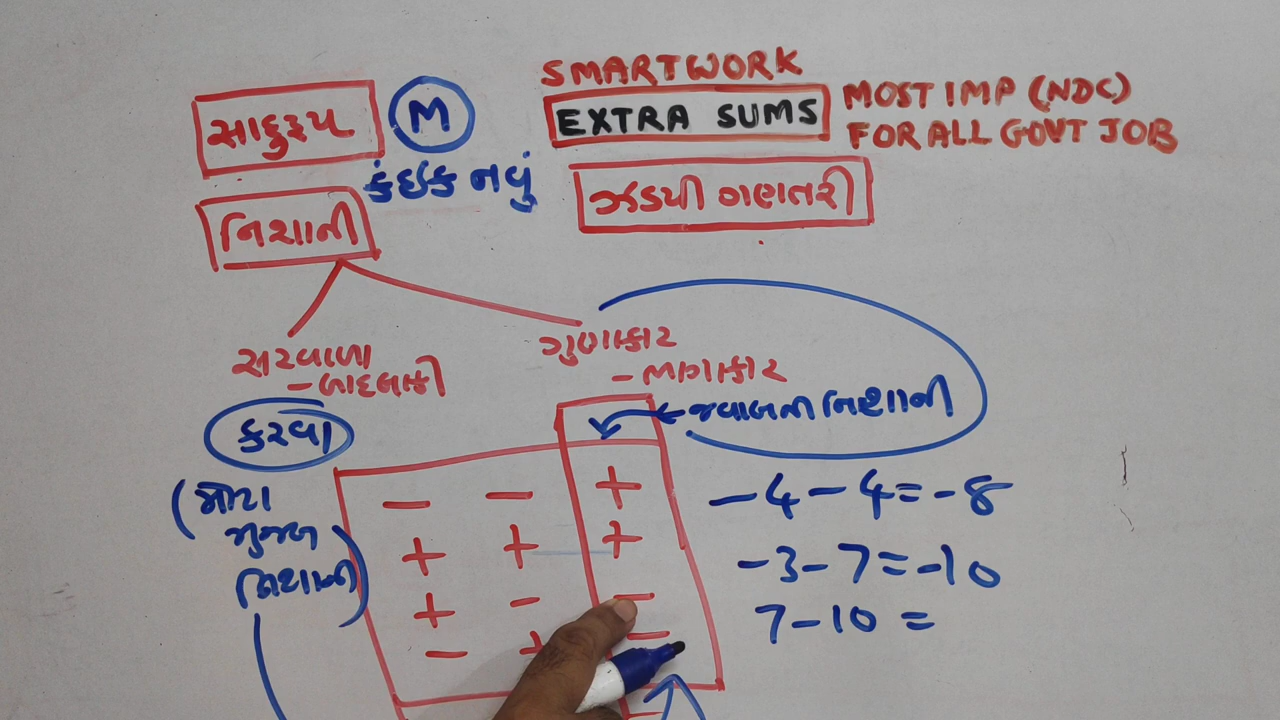 SMARTWORK
સાદુરૂપ M EXTRA SUMS MOST IMP (NDC)
FOR ALL GOVT JOB
કંઈક નવું
નિશાની ઝડપી ગણતરી
સરવાળા
-બાદબાકી
ગુણાકાર
-ભાગાકાર
જવાબની નિશાની
કરવા
(મોટા
મુજબ
નિશાની)
- - +
+ + +
+ - -
- + -
-4-4=-8
-3-7=-10
7-10=